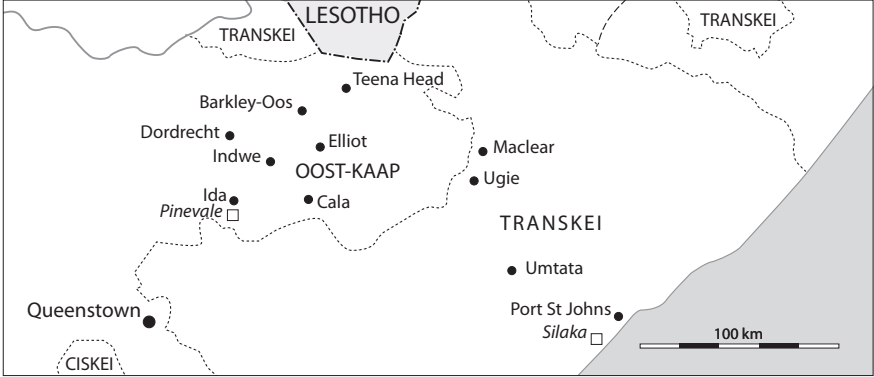 LESOTHO
TRANSKEI
TRANSKEI
Teena Head
Barkley-Oos
Dordrecht
Elliot
Maclear
Indwe
OOST-KAAP
Ugie
Ida
Cala
Pinevale
TRANSKEI
Umtata
Queenstown
Port St Johns
Silaka
100 km
CISKEI